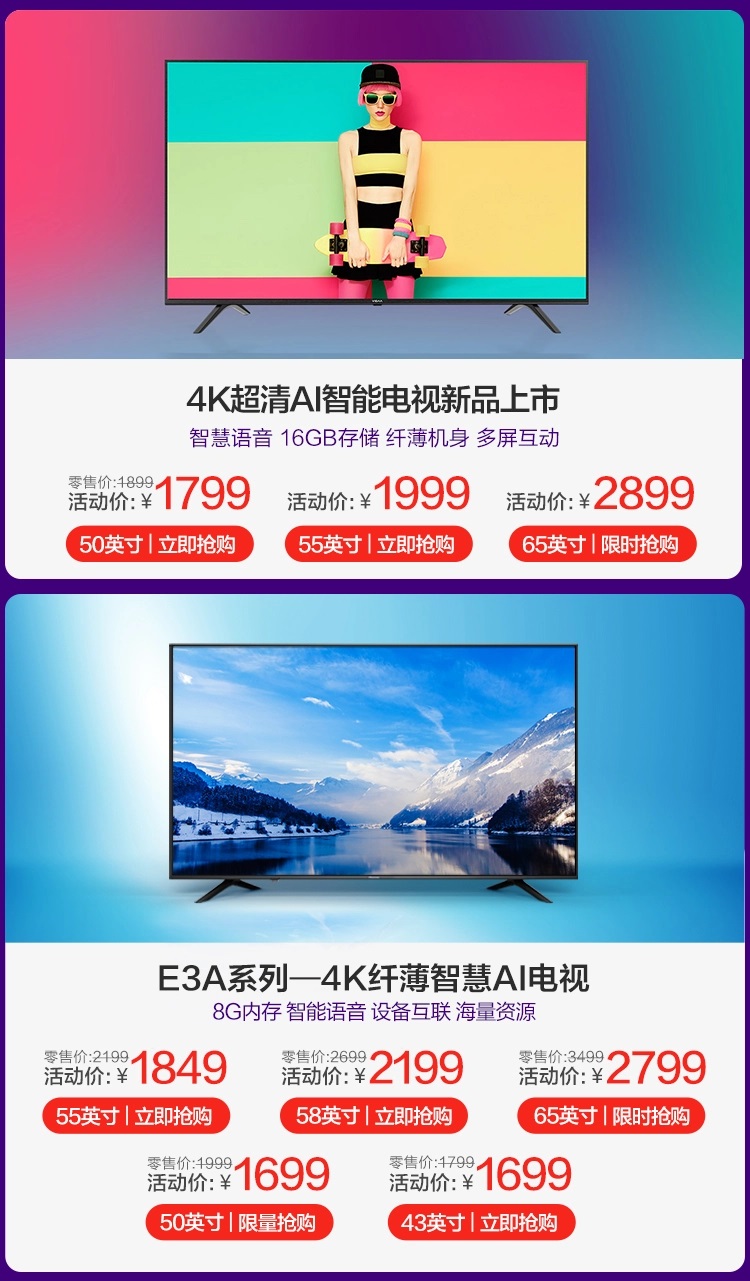 4K超清AI智能电视新品上市
智慧语音 16GB存储 纤薄机身 多屏互动
零售价:1899
活动价:¥1799
50英寸|立即抢购
活动价:¥1999
55英寸|立即抢购
活动价:¥2899
65英寸|限时抢购
E3A系列—4K纤薄智慧AI电视
8G内存 智能语音 设备互联 海量资源
零售价:2199
活动价:¥1849
55英寸|立即抢购
零售价:2699
活动价:¥2199
58英寸|立即抢购
零售价:3499
活动价:¥2799
65英寸|限时抢购
零售价:1999
活动价:¥1699
50英寸|限量抢购
零售价:1799
活动价:¥1699
43英寸|立即抢购